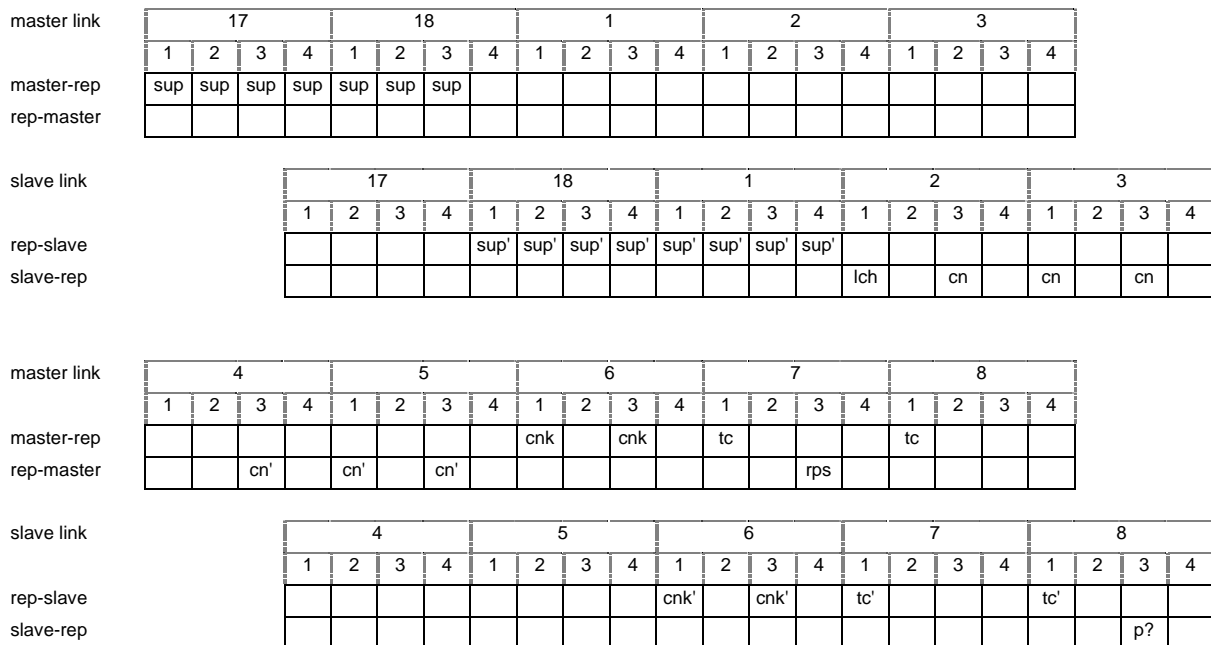 master link 17 18 1 2 3
1 2 3 4 1 2 3 4 1 2 3 4 1 2 3 4 1 2 3 4
master-rep sup sup sup sup sup sup sup
rep-master
slave link 17 18 1 2 3
1 2 3 4 1 2 3 4 1 2 3 4 1 2 3 4 1 2 3 4
rep-slave sup' sup' sup' sup' sup' sup' sup' sup'
slave-rep lch cn cn cn
master link 4 5 6 7 8
1 2 3 4 1 2 3 4 1 2 3 4 1 2 3 4 1 2 3 4
master-rep cnk cnk tc tc
rep-master cn' cn' cn' rps
slave link 4 5 6 7 8
1 2 3 4 1 2 3 4 1 2 3 4 1 2 3 4 1 2 3 4
rep-slave cnk' cnk' tc' tc'
slave-rep p?